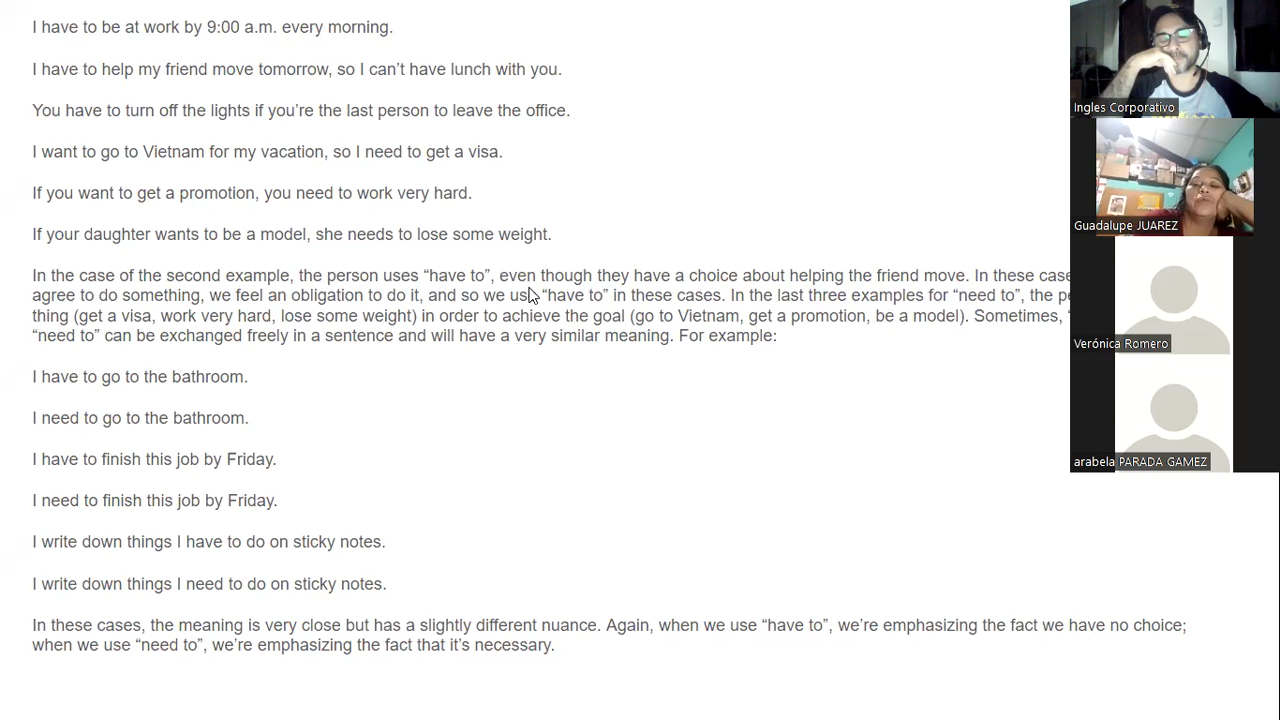 I have to be at work by 9:00 a.m. every morning.
I have to help my friend move tomorrow, so I can’t have lunch with you.
You have to turn off the lights if you’re the last person to leave the office.
I want to go to Vietnam for my vacation, so I need to get a visa.
If you want to get a promotion, you need to work very hard.
If your daughter wants to be a model, she needs to lose some weight.
In the case of the second example, the person uses “have to”, even though they have a choice about helping the friend move. In these
agree to do something, we feel an obligation to do it, and so we use “have to” in these cases. In the last three examples for “need to”, the
thing (get a visa, work very hard, lose some weight) in order to achieve the goal (go to Vietnam, get a promotion, be a model). Sometimes,
“need to” can be exchanged freely in a sentence and will have a very similar meaning. For example:
I have to go to the bathroom.
I need to go to the bathroom.
I have to finish this job by Friday.
I need to finish this job by Friday.
I write down things I have to do on sticky notes.
I write down things I need to do on sticky notes.
In these cases, the meaning is very close but has a slightly different nuance. Again, when we use “have to”, we’re emphasizing the fact we have no choice;
when we use “need to”, we’re emphasizing the fact that it’s necessary.
Ingles Corporativo
Guadalupe JUAREZ
Verónica Romero
arabela PARADA GAMEZ